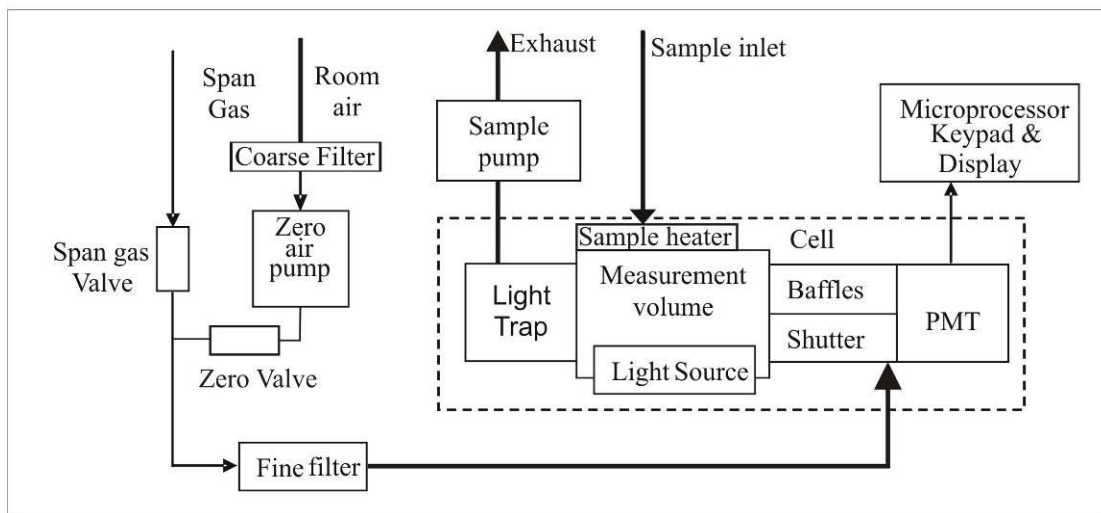 Span
Gas
Room
air
Exhaust
Sample inlet
Coarse Filter
Sample
pump
Microprocessor
Keypad &
Display
Zero
air
pump
Span gas
Valve
Sample heater
Cell
Light
Trap
Measurement
volume
Baffles
Shutter
PMT
Zero Valve
Light Source
Fine filter